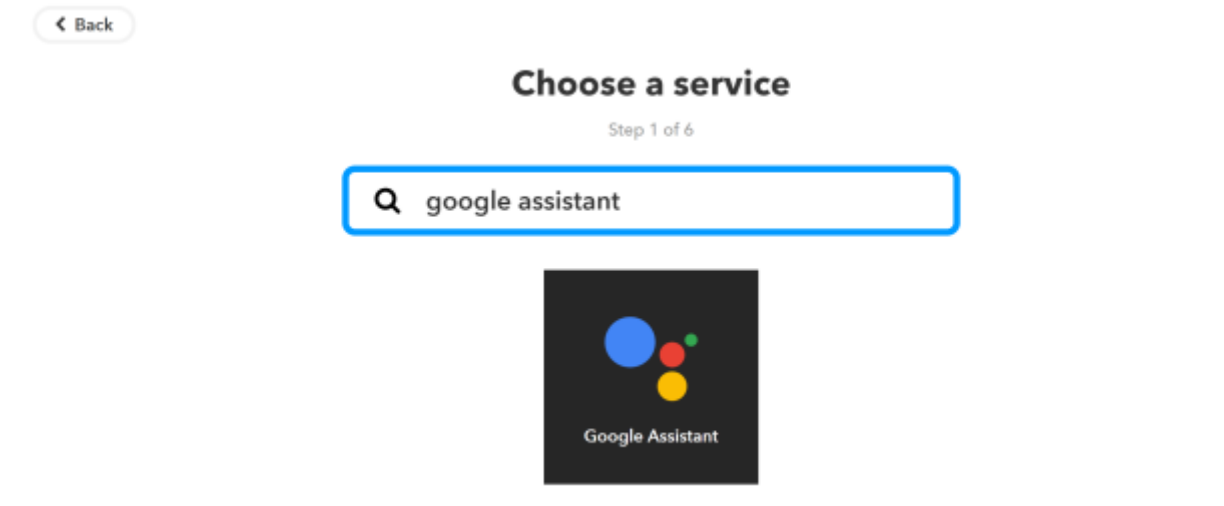 Back
Choose a service
Step 1 of 6
google assistant
Google Assistant